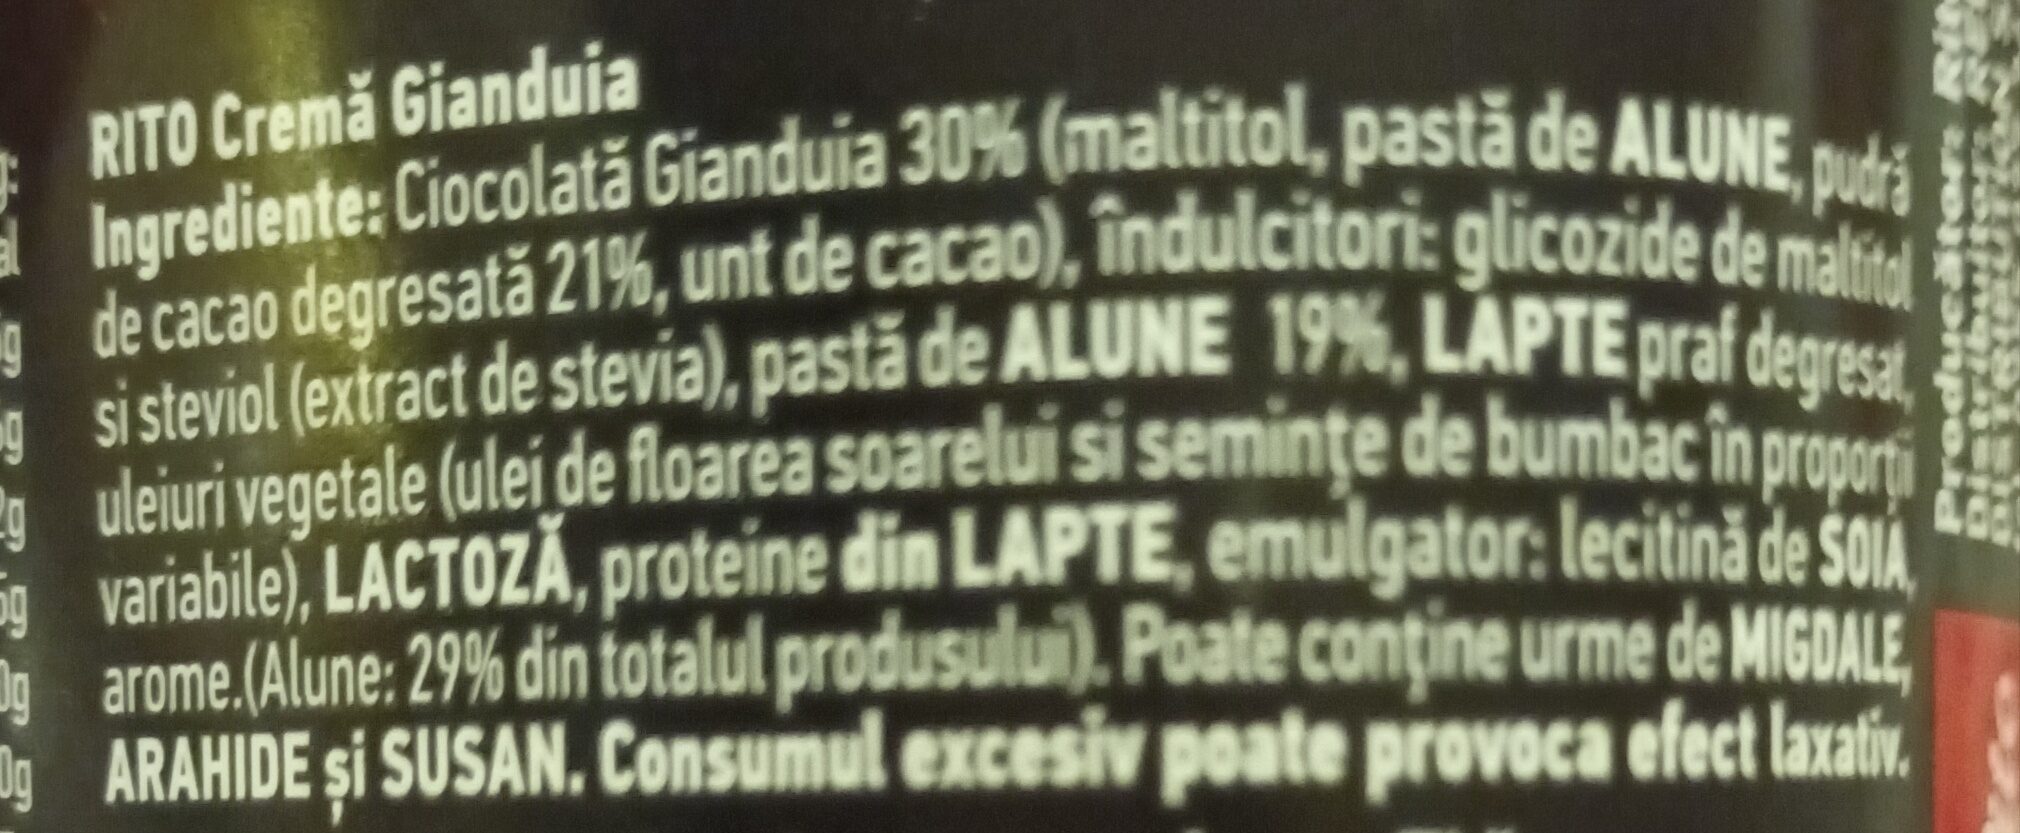 RITO Cremă Gianduia
Ingrediente: Ciocolată Gianduia 30% (maltitol, pastă de ALUNE, pudră
de cacao degresată 21%, unt de cacao), îndulcitori: glicozide de maltitol
si steviol (extract de stevia), pastă de ALUNE 19%, LAPTE praf degresat,
uleiuri vegetale (ulei de floarea soarelui si semințe de bumbac în proporții
variabile), LACTOZĂ, proteine din LAPTE, emulgator: lecitină de SOIA,
arome.(Alune: 29% din totalul produsului). Poate conține urme de MIGDALE,
ARAHIDE și SUSAN. Consumul excesiv poate provoca efect laxativ.